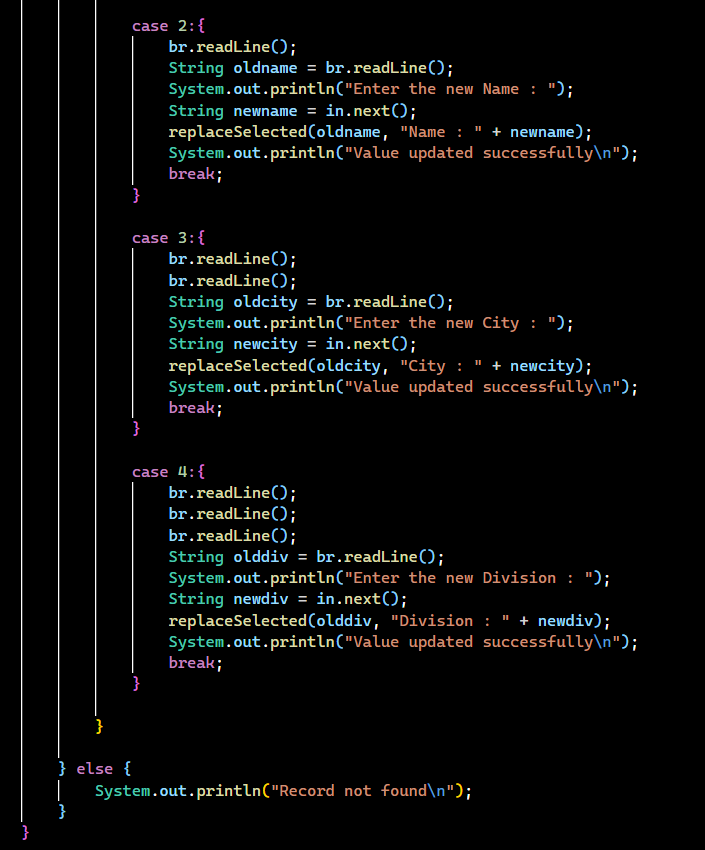 case 2:{
br.readLine();
String oldname = br.readLine();
System.out.println("Enter the new Name : ");
String newname = in.next();
replaceSelected(oldname, "Name : " + newname);
System.out.println("Value updated successfully\n");
break;
}
case 3:{
br.readLine();
br.readLine();
String oldcity = br.readLine();
System.out.println("Enter the new City : ");
String newcity = in.next();
replaceSelected(oldcity, "City : " + newcity);
System.out.println("Value updated successfully\n");
break;
}
case 4:{
br.readLine();
br.readLine();
br.readLine();
String olddiv = br.readLine();
System.out.println("Enter the new Division : ");
String newdiv = in.next();
replaceSelected(olddiv, "Division : " + newdiv);
System.out.println("Value updated successfully\n");
break;
}
}
} else {
System.out.println("Record not found\n");
}
}